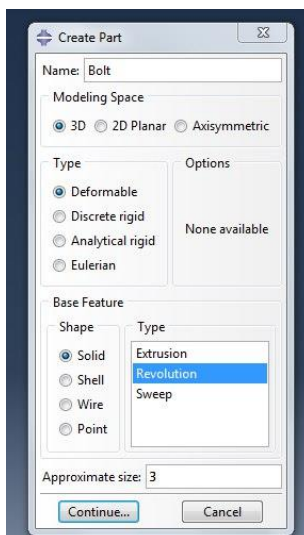 Create Part
Name: Bolt
Modeling Space
3D 2D Planar Axisymmetric
Type
Deformable
Discrete rigid
Analytical rigid
Eulerian
Options
None available
Base Feature
Shape
Solid
Shell
Wire
Point
Type
Extrusion
Revolution
Sweep
Approximate size: 3
Continue... Cancel